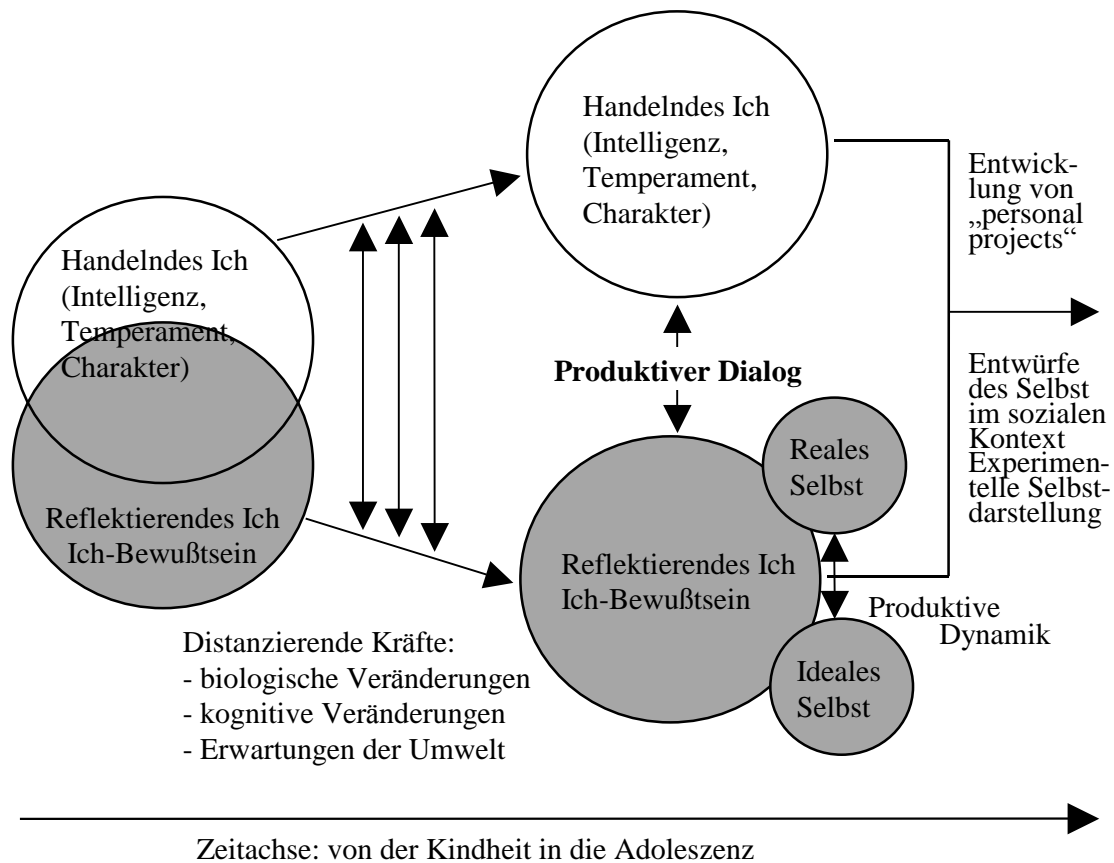 Handelndes Ich
(Intelligenz,
Temperament,
Charakter)
Reflektierendes Ich
Ich-Bewußtsein
Distanzierende Kräfte:
- biologische Veränderungen
- kognitive Veränderungen
- Erwartungen der Umwelt
Handelndes Ich
(Intelligenz,
Temperament,
Charakter)
Produktiver Dialog
Reflektierendes Ich
Ich-Bewußtsein
Reales
Selbst
Produktive
Dynamik
Ideales
Selbst
Entwick-
lung von
„personal
projects“
Entwürfe
des Selbst
im sozialen
Kontext
Experimen-
telle Selbst-
darstellung
Zeitachse: von der Kindheit in die Adoleszenz